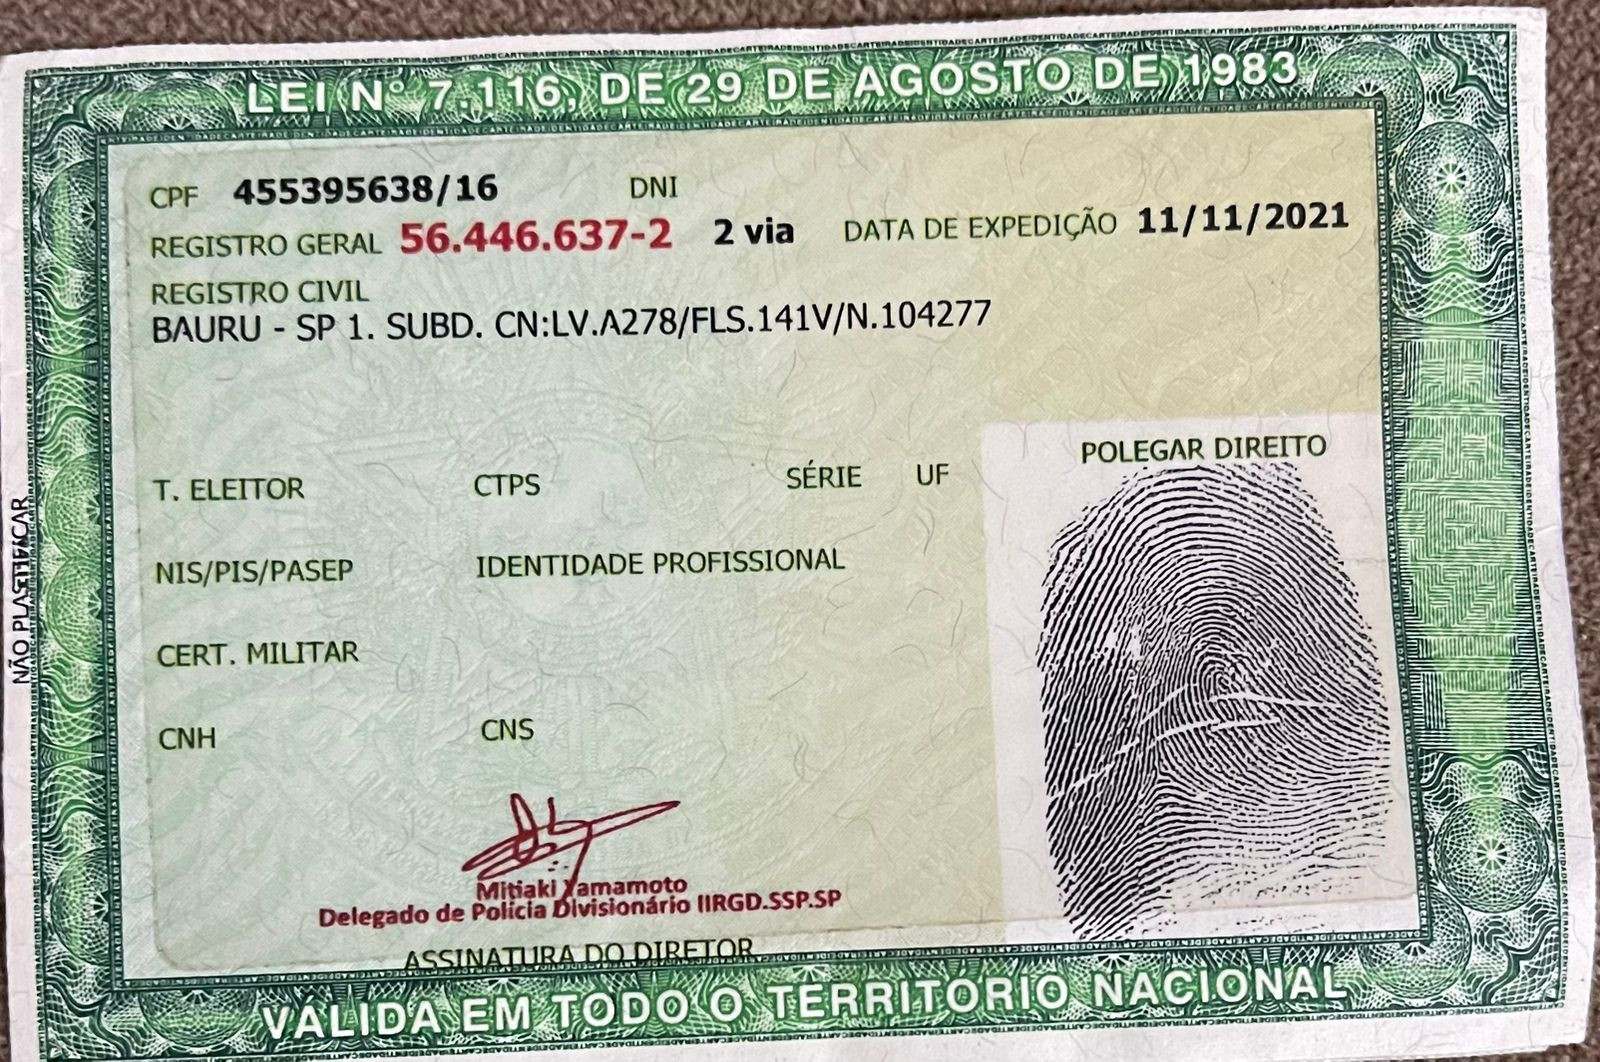 LEI Nº 7.116, DE 29 DE AGOSTO DE 1983
CPF 455395638/16 DNI
REGISTRO GERAL 56.446.637-2 2 via DATA DE EXPEDIÇÃO 11/11/2021
REGISTRO CIVIL
BAURU - SP 1. SUBD. CN:LV.A278/FLS.141V/N.104277
POLEGAR DIREITO
T. ELEITOR CTPS SÉRIE UF
NIS/PIS/PASEP IDENTIDADE PROFISSIONAL
CERT. MILITAR
CNH CNS
Mitiaki Yamamoto
Delegado de Polícia Divisionário IIRGD.SSP.SP
ASSINATURA DO DIRETOR
VÁLIDA EM TODO O TERRITÓRIO NACIONAL
NÃO PLASTIFICAR